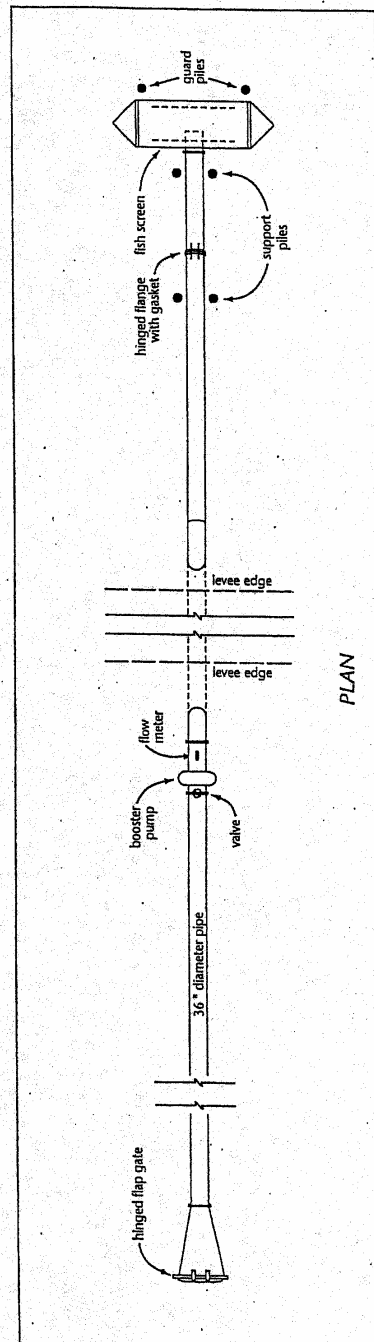 hinged flap gate
36 " diameter pipe
booster
pump
flow
meter
valve
levee edge
levee edge
hinged flange
with gasket
fish screen
support
piles
guard
piles
PLAN